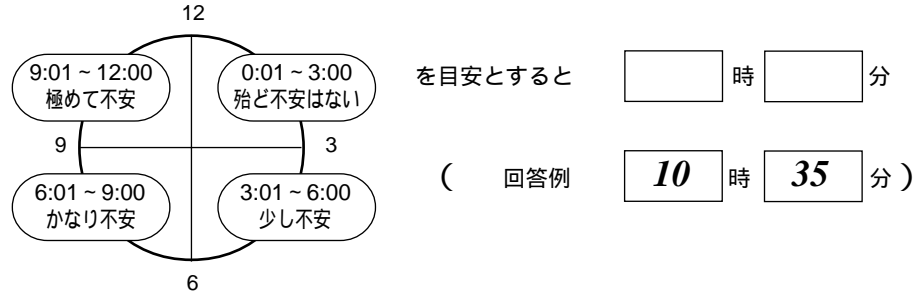 12
9:01 ~ 12:00
極めて不安
0:01 ~ 3:00
殆ど不安はない
9
3
6:01 ~ 9:00
かなり不安
3:01 ~ 6:00
少し不安
6
を目安とすると 時 分
( 回答例 10 時 35 分 )